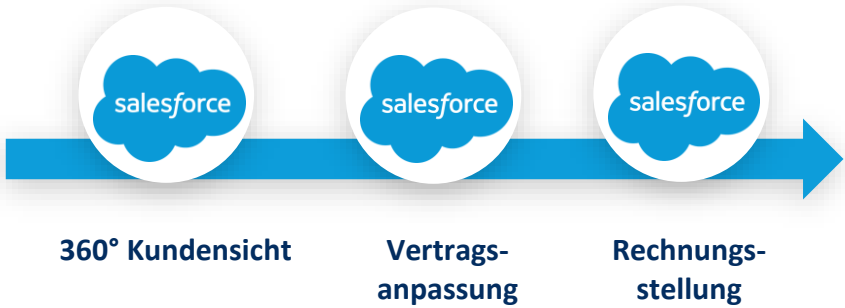 salesforce
salesforce
salesforce
360° Kundensicht
Vertrags-
anpassung
Rechnungs-
stellung